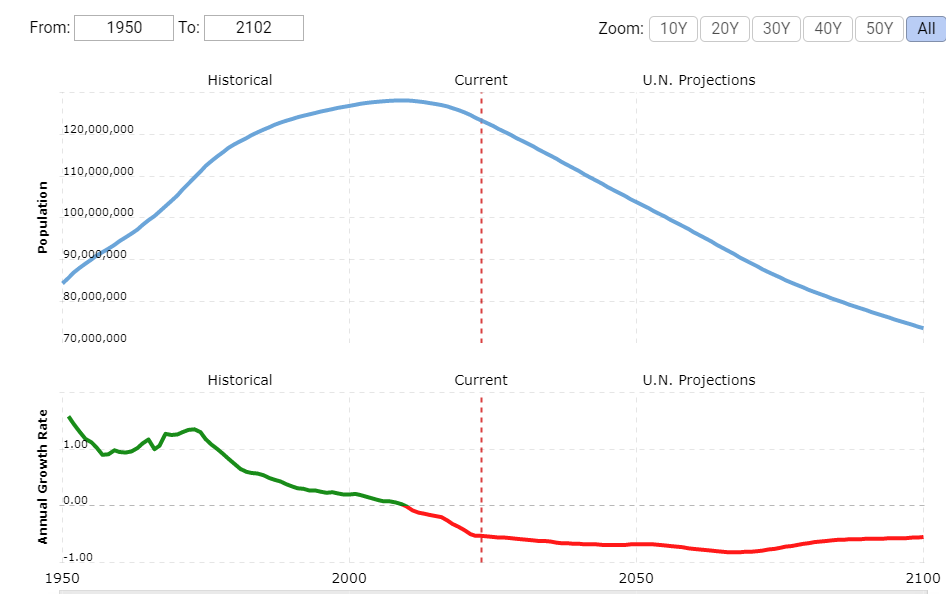 From: 1950 To: 2102 Zoom: 10Y 20Y 30Y 40Y 50Y All
Historical Current U.N. Projections
Population
120,000,000
110,000,000
100,000,000
90,000,000
80,000,000
70,000,000
Historical Current U.N. Projections
Annual Growth Rate
1.00
0.00
-1.00
1950 2000 2050 2100